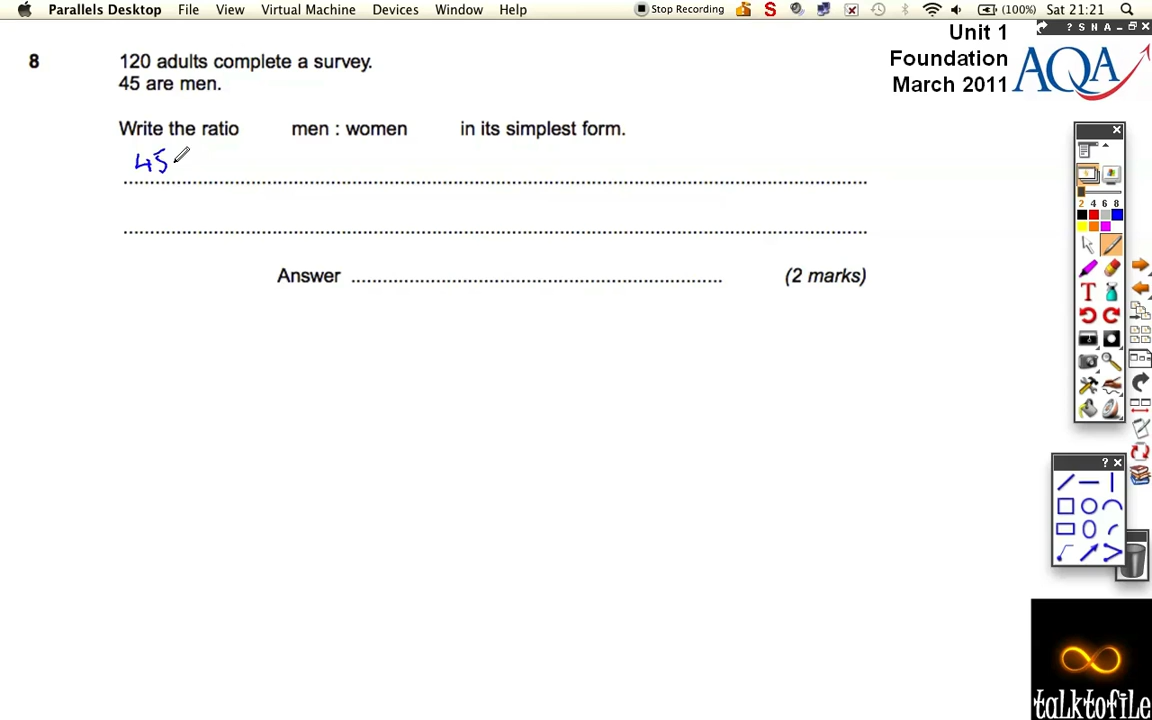 Parallels Desktop File View Virtual Machine Devices Window Help Stop Recording S (100%) Sat 21:21
? S N A
Unit 1
Foundation
March 2011
AQA
8 120 adults complete a survey.
45 are men.
Write the ratio men : women in its simplest form.
45
Answer (2 marks)
2 4 6 8
T
?
talktofile